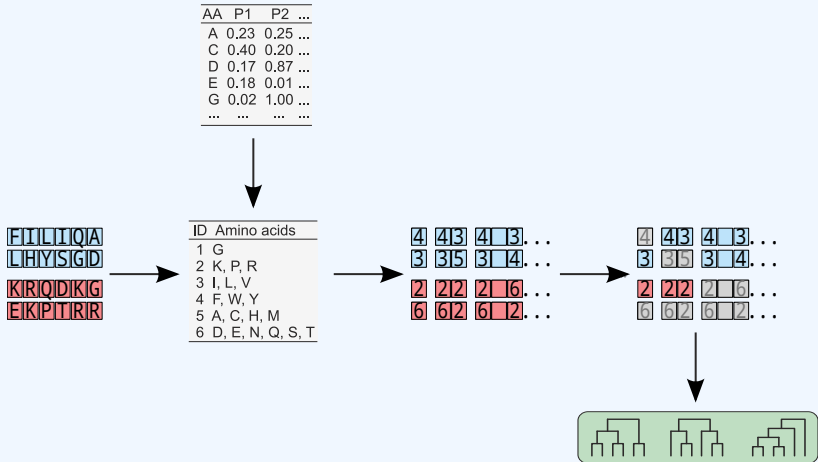 AA P1 P2 ...
A 0.23 0.25 ...
C 0.40 0.20 ...
D 0.17 0.87 ...
E 0.18 0.01 ...
G 0.02 1.00 ...
... ... ... ...
FILIQA
LHYSGD
KRQDKG
EKPTRR
ID Amino acids
1 G
2 K, P, R
3 I, L, V
4 F, W, Y
5 A, C, H, M
6 D, E, N, Q, S, T
4 43 4 3...
3 35 3 4...
2 22 2 6...
6 62 6 2...
4 43 4 3...
3 35 3 4...
2 22 2 6...
6 62 6 2...